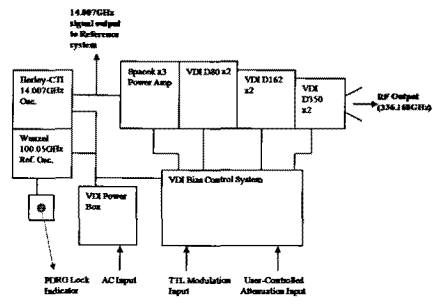 14.007GHz
signal output
to Reference
system
Herley-CTI
14.007GHz
Osc.
Spacek x3
Power Amp
VDI D80 x2
VDI D162
x2
VDI
D350
x2
RF Output
(336.168GHz)
Wenzel
100.05GHz
Ref. Osc.
VDI Power
Box
VDI Bias Control System
PDRO Lock
Indicator
AC Input
TTL Modulation
Input
User-Controlled
Attenuation Input